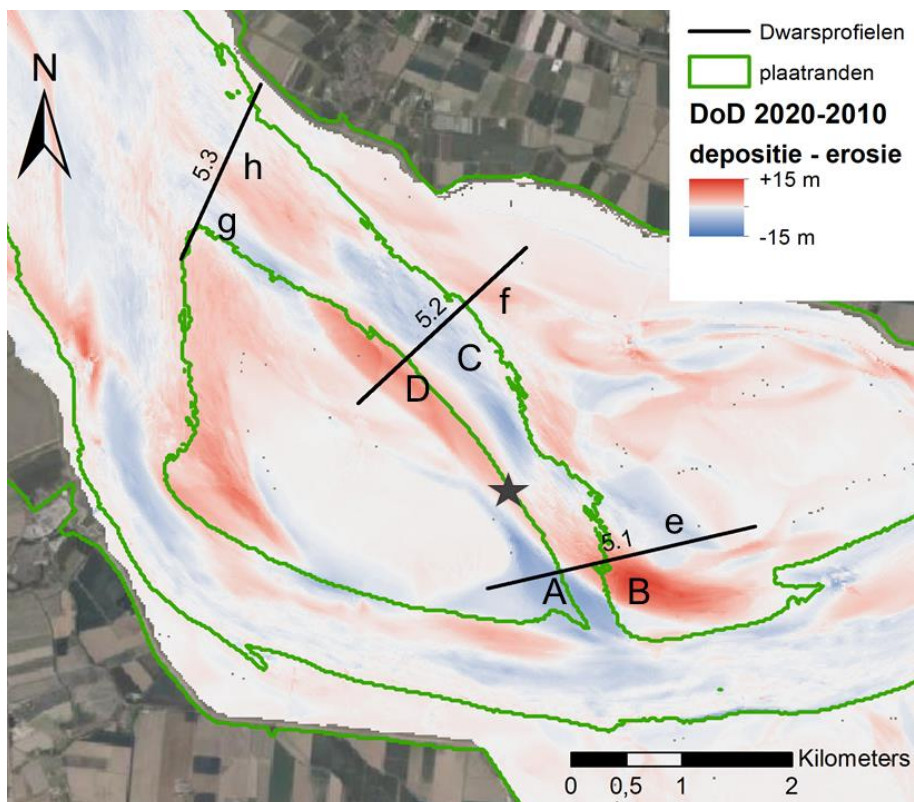 Dwarsprofielen
plaatranden
DoD 2020-2010
depositie - erosie
+15 m
-15 m
N
5.3
h
g
5.2
f
C
D
5.1
e
A
B
Kilometers
0 0,5 1 2